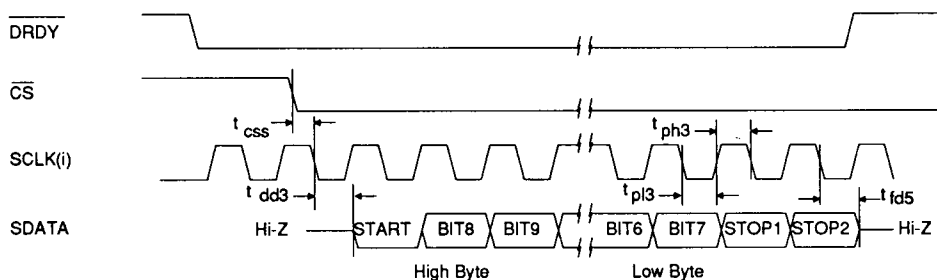 DRDY
CS
t css
t ph3
SCLK(i)
t dd3
t pl3
t fd5
SDATA
Hi-Z START BIT8 BIT9 BIT6 BIT7 STOP1 STOP2 Hi-Z
High Byte Low Byte